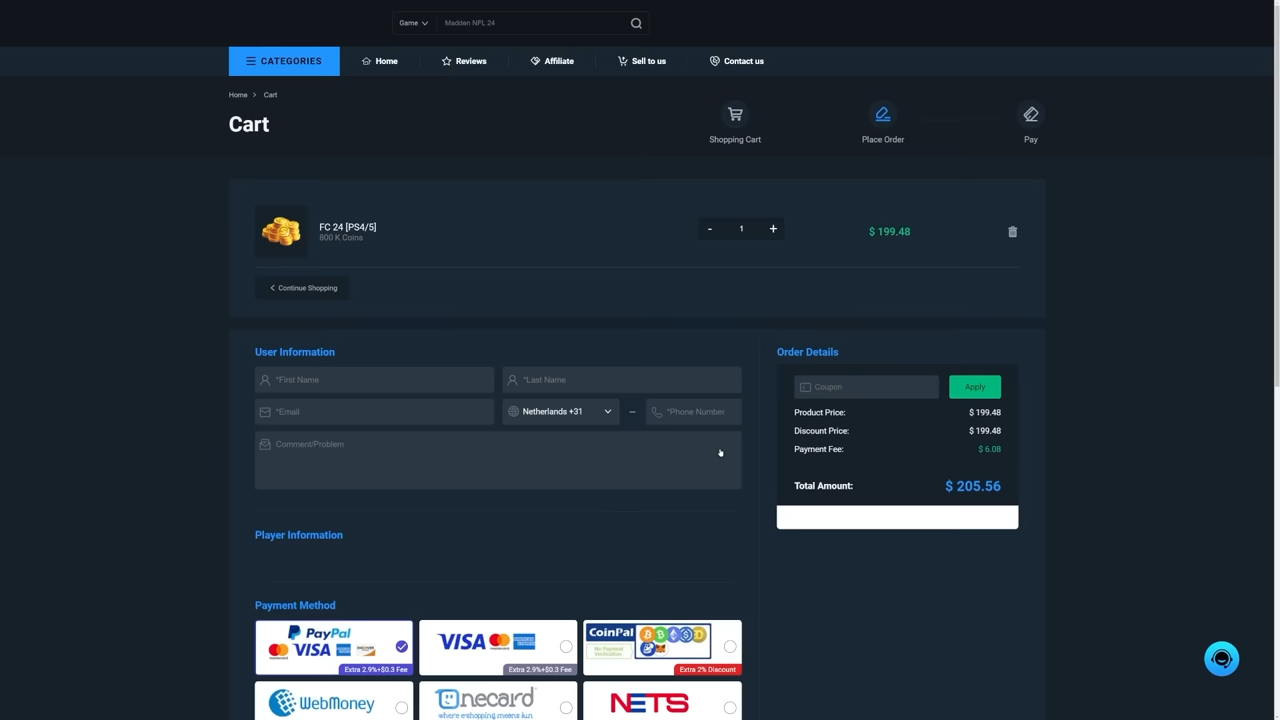 Game
Madden NFL 24
CATEGORIES
Home
Reviews
Affiliate
Sell to us
Contact us
Home > Cart
Cart
Shopping Cart
Place Order
Pay
FC 24 [PS4/5]
800 K Coins
- 1 +
$ 199.48
Continue Shopping
User Information
*First Name
*Last Name
*Email
Netherlands +31
*Phone Number
Comment/Problem
Order Details
Coupon
Apply
Product Price: $ 199.48
Discount Price: $ 199.48
Payment Fee: $ 6.08
Total Amount: $ 205.56
Player Information
Payment Method
PayPal
VISA
Extra 2.9%+$0.3 Fee
VISA
Extra 2.9%+$0.3 Fee
CoinPal
No Payment
Verification
Extra 2% Discount
WebMoney
onecard
where eshopping means fun
NETS